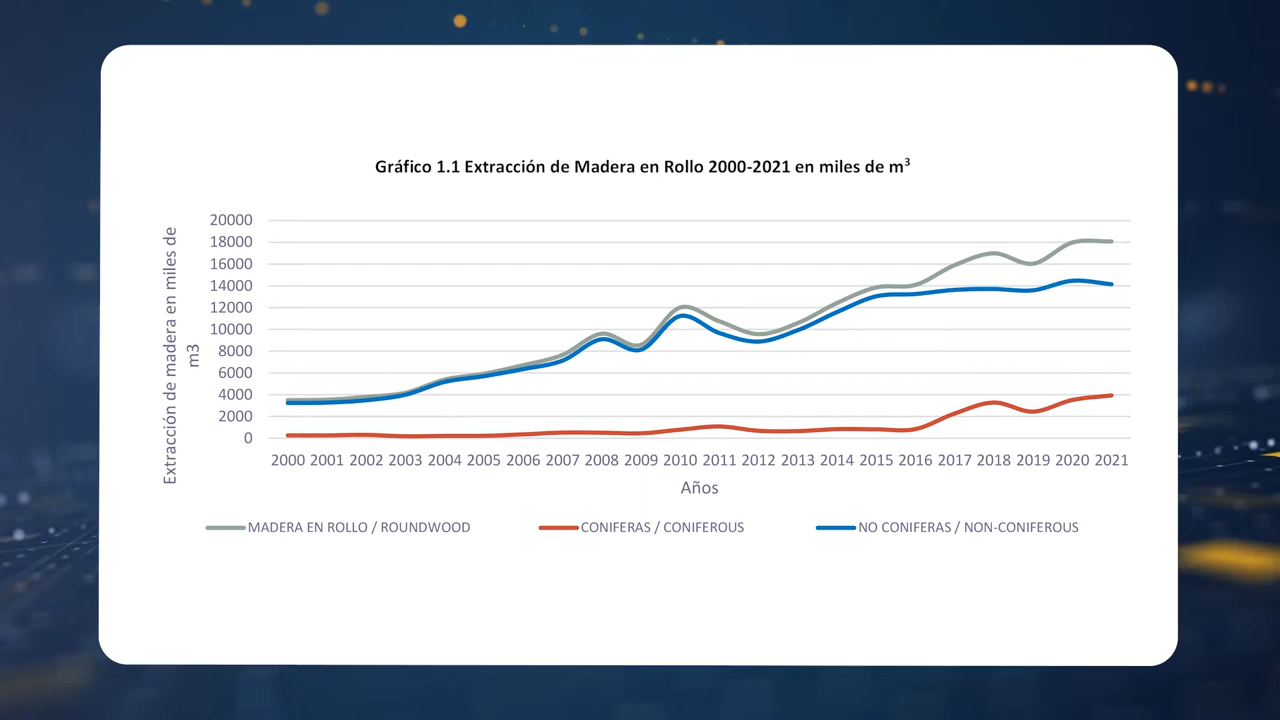 Gráfico 1.1 Extracción de Madera en Rollo 2000-2021 en miles de m³
Extracción de madera en miles de
m3
20000
18000
16000
14000
12000
10000
8000
6000
4000
2000
0
2000 2001 2002 2003 2004 2005 2006 2007 2008 2009 2010 2011 2012 2013 2014 2015 2016 2017 2018 2019 2020 2021
Años
MADERA EN ROLLO / ROUNDWOOD CONIFERAS / CONIFEROUS NO CONIFERAS / NON-CONIFEROUS